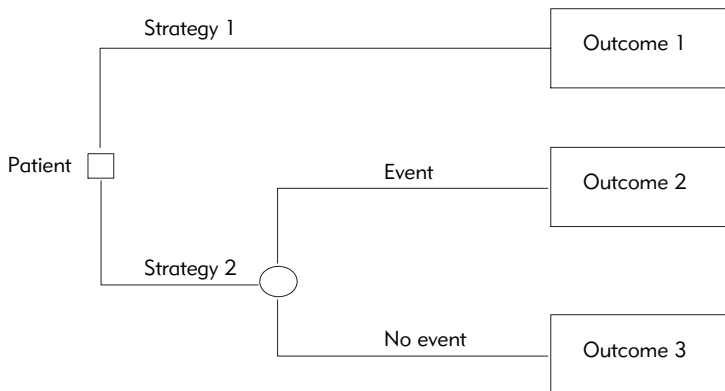 Strategy 1
Outcome 1
Patient
Event
Outcome 2
Strategy 2
No event
Outcome 3